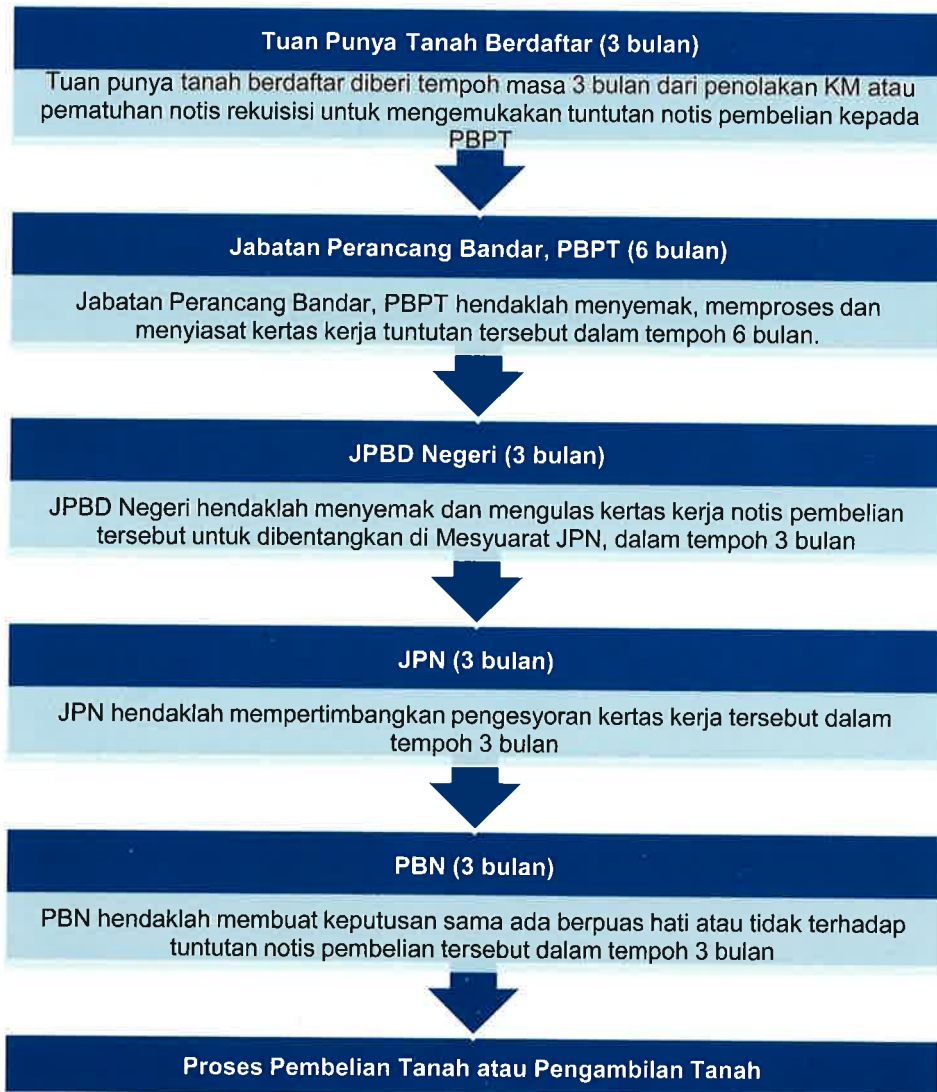 Tuan Punya Tanah Berdaftar (3 bulan)
Tuan punya tanah berdaftar diberi tempoh masa 3 bulan dari penolakan KM atau
pematuhan notis rekuisisi untuk mengemukakan tuntutan notis pembelian kepada
PBPT
Jabatan Perancang Bandar, PBPT (6 bulan)
Jabatan Perancang Bandar, PBPT hendaklah menyemak, memproses dan
menyiasat kertas kerja tuntutan tersebut dalam tempoh 6 bulan.
JPBD Negeri (3 bulan)
JPBD Negeri hendaklah menyemak dan mengulas kertas kerja notis pembelian
tersebut untuk dibentangkan di Mesyuarat JPN, dalam tempoh 3 bulan
JPN (3 bulan)
JPN hendaklah mempertimbangkan pengesyoran kertas kerja tersebut dalam
tempoh 3 bulan
PBN (3 bulan)
PBN hendaklah membuat keputusan sama ada berpuas hati atau tidak terhadap
tuntutan notis pembelian tersebut dalam tempoh 3 bulan
Proses Pembelian Tanah atau Pengambilan Tanah